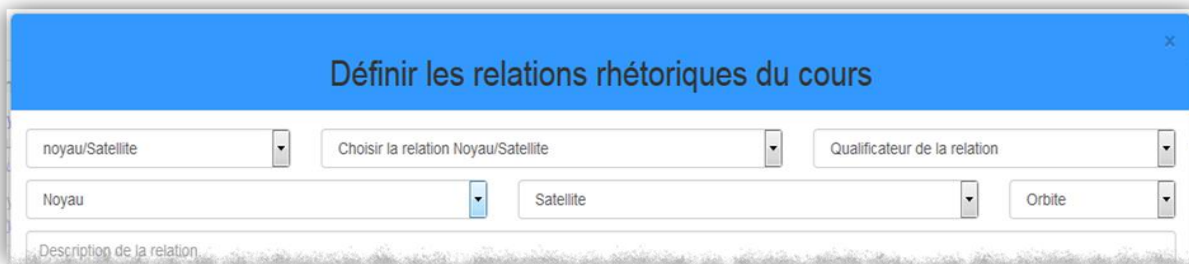 x
Définir les relations rhétoriques du cours
noyau/Satellite Choisir la relation Noyau/Satellite Qualificateur de la relation
Noyau Satellite Orbite
Description de la relation